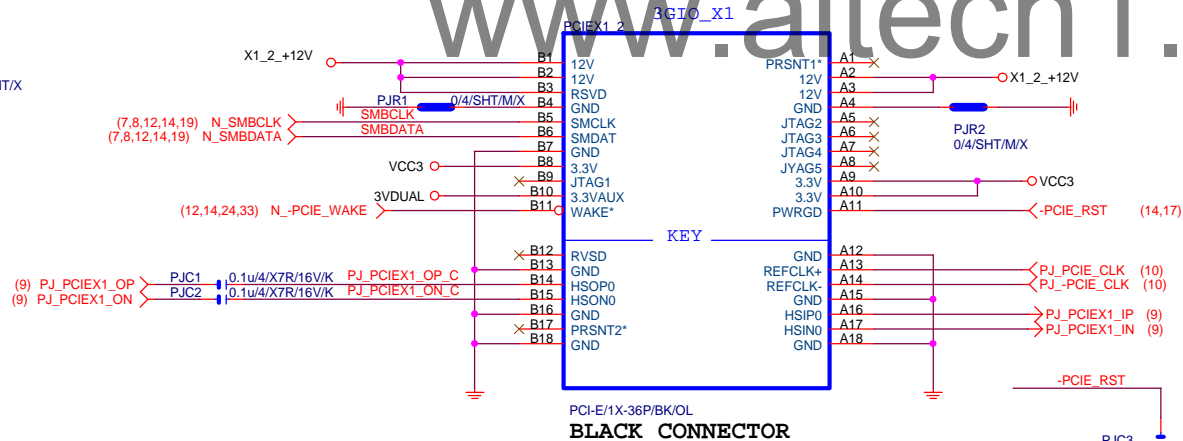 www.aitech1.
3GIO_X1
PCIEX1_2
IT/X
X1_2_+12V
B1 12V PRSNT1* A1
B2 12V 12V A2 X1_2_+12V
B3 RSVD 12V A3
PJR1 0/4/SHT/M/X B4 GND GND A4
(7,8,12,14,19) N_SMBCLK SMBCLK B5 SMCLK JTAG2 A5
(7,8,12,14,19) N_SMBDATA SMBDATA B6 SMDAT JTAG3 A6
PJR2
0/4/SHT/M/X
B7 GND JTAG4 A7
VCC3 B8 3.3V JYAG5 A8
B9 JTAG1 3.3V A9 VCC3
3VDUAL B10 3.3VAUX 3.3V A10
(12,14,24,33) N_-PCIE_WAKE B11 WAKE* PWRGD A11 -PCIE_RST (14,17)
KEY
B12 RVSD GND A12
B13 GND REFCLK+ A13 PJ_PCIE_CLK (10)
(9) PJ_PCIEX1_OP PJC1 0.1u/4/X7R/16V/K PJ_PCIEX1_OP_C B14 HSOP0 REFCLK- A14 PJ_-PCIE_CLK (10)
(9) PJ_PCIEX1_ON PJC2 0.1u/4/X7R/16V/K PJ_PCIEX1_ON_C B15 HSON0 GND A15
B16 GND HSIP0 A16 PJ_PCIEX1_IP (9)
B17 PRSNT2* HSIN0 A17 PJ_PCIEX1_IN (9)
B18 GND GND A18
-PCIE_RST
PCI-E/1X-36P/BK/OL
BLACK CONNECTOR
PJC3